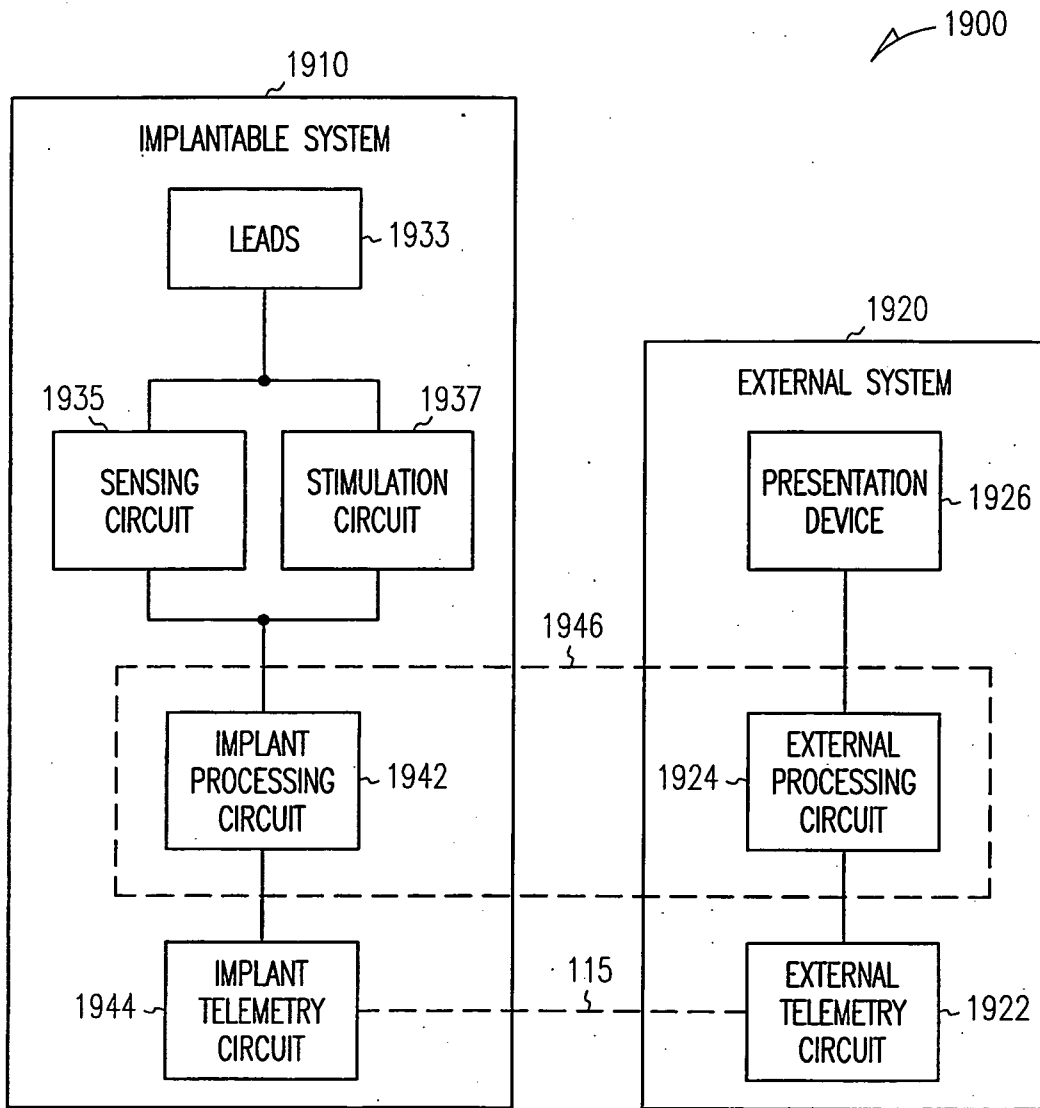 1900
1910
IMPLANTABLE SYSTEM
LEADS
1933
1920
EXTERNAL SYSTEM
1935
1937
SENSING
CIRCUIT
STIMULATION
CIRCUIT
PRESENTATION
DEVICE
1926
1946
IMPLANT
PROCESSING
CIRCUIT
1942
1924
EXTERNAL
PROCESSING
CIRCUIT
1944
IMPLANT
TELEMETRY
CIRCUIT
115
EXTERNAL
TELEMETRY
CIRCUIT
1922